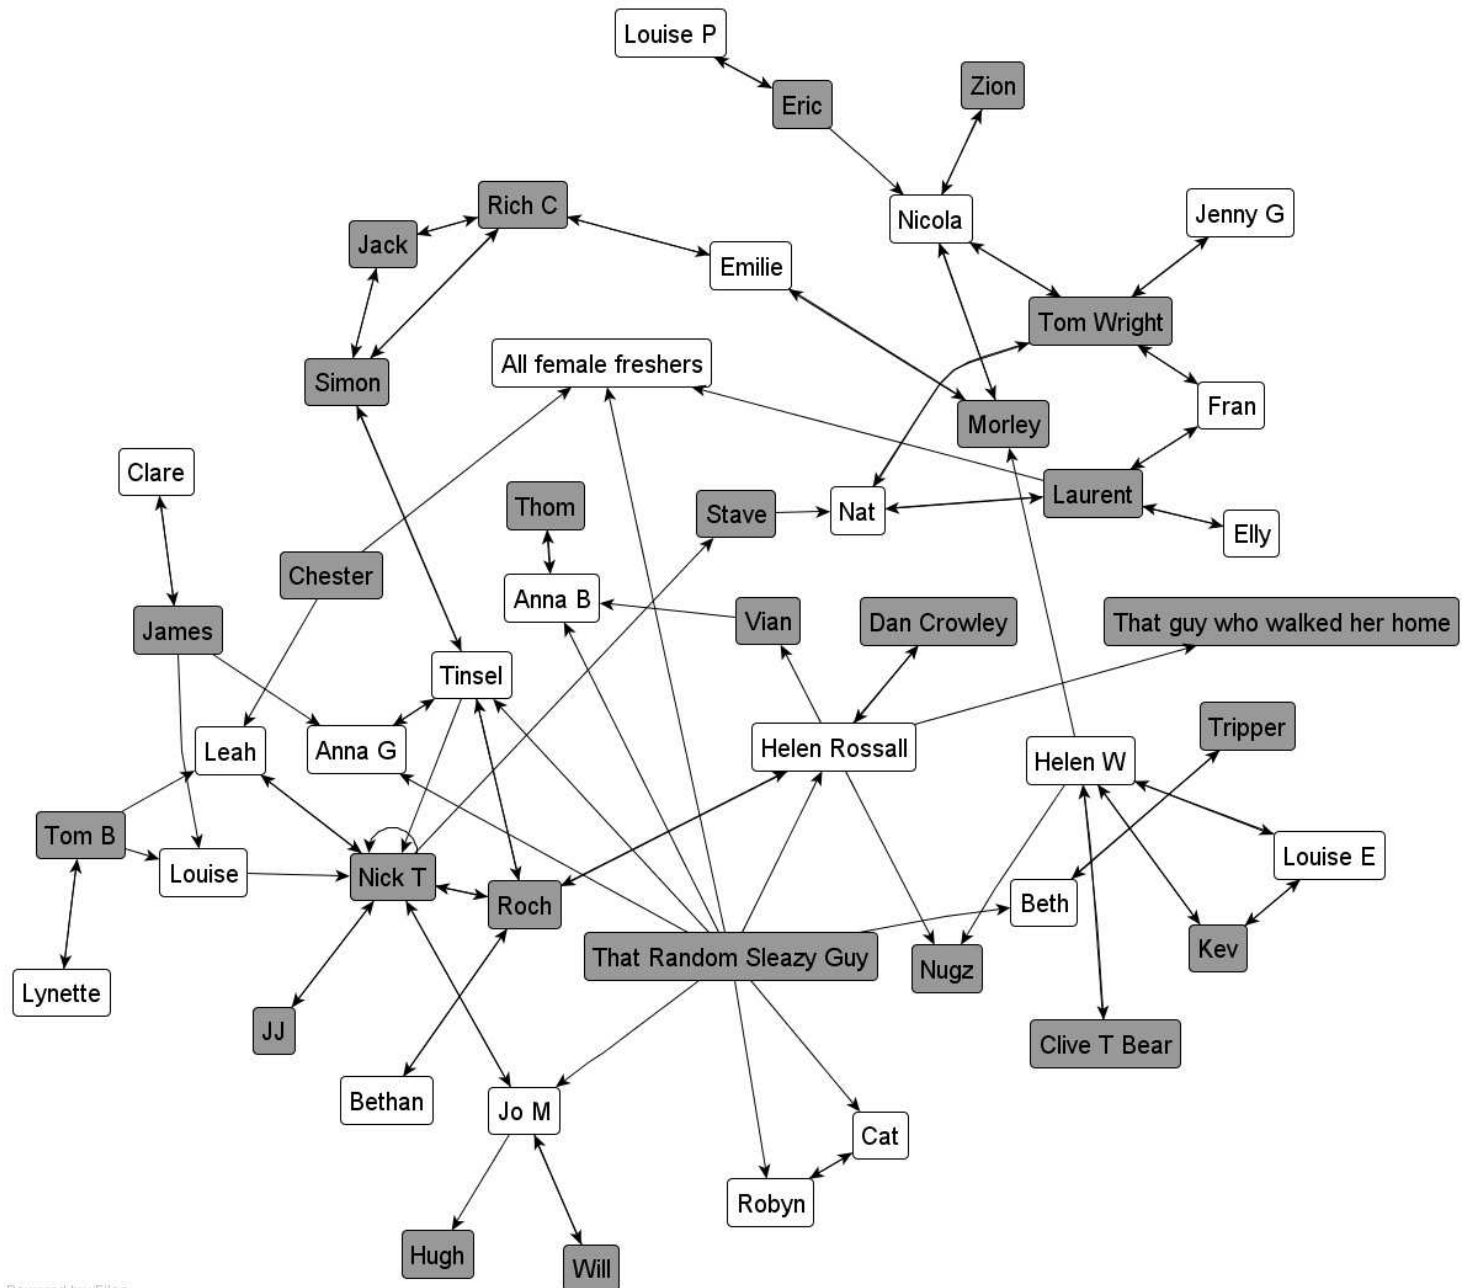 Louise P
Zion
Eric
Rich C
Jenny G
Nicola
Jack
Emilie
Tom Wright
All female freshers
Simon
Fran
Morley
Clare
Laurent
Thom
Stave
Nat
Elly
Chester
Anna B
Vian
Dan Crowley
That guy who walked her home
James
Tinsel
Tripper
Leah
Anna G
Helen Rossall
Helen W
Tom B
Louise
Nick T
Louise E
Roch
Beth
That Random Sleazy Guy
Nugz
Kev
Lynette
JJ
Clive T Bear
Bethan
Jo M
Cat
Robyn
Hugh
Will